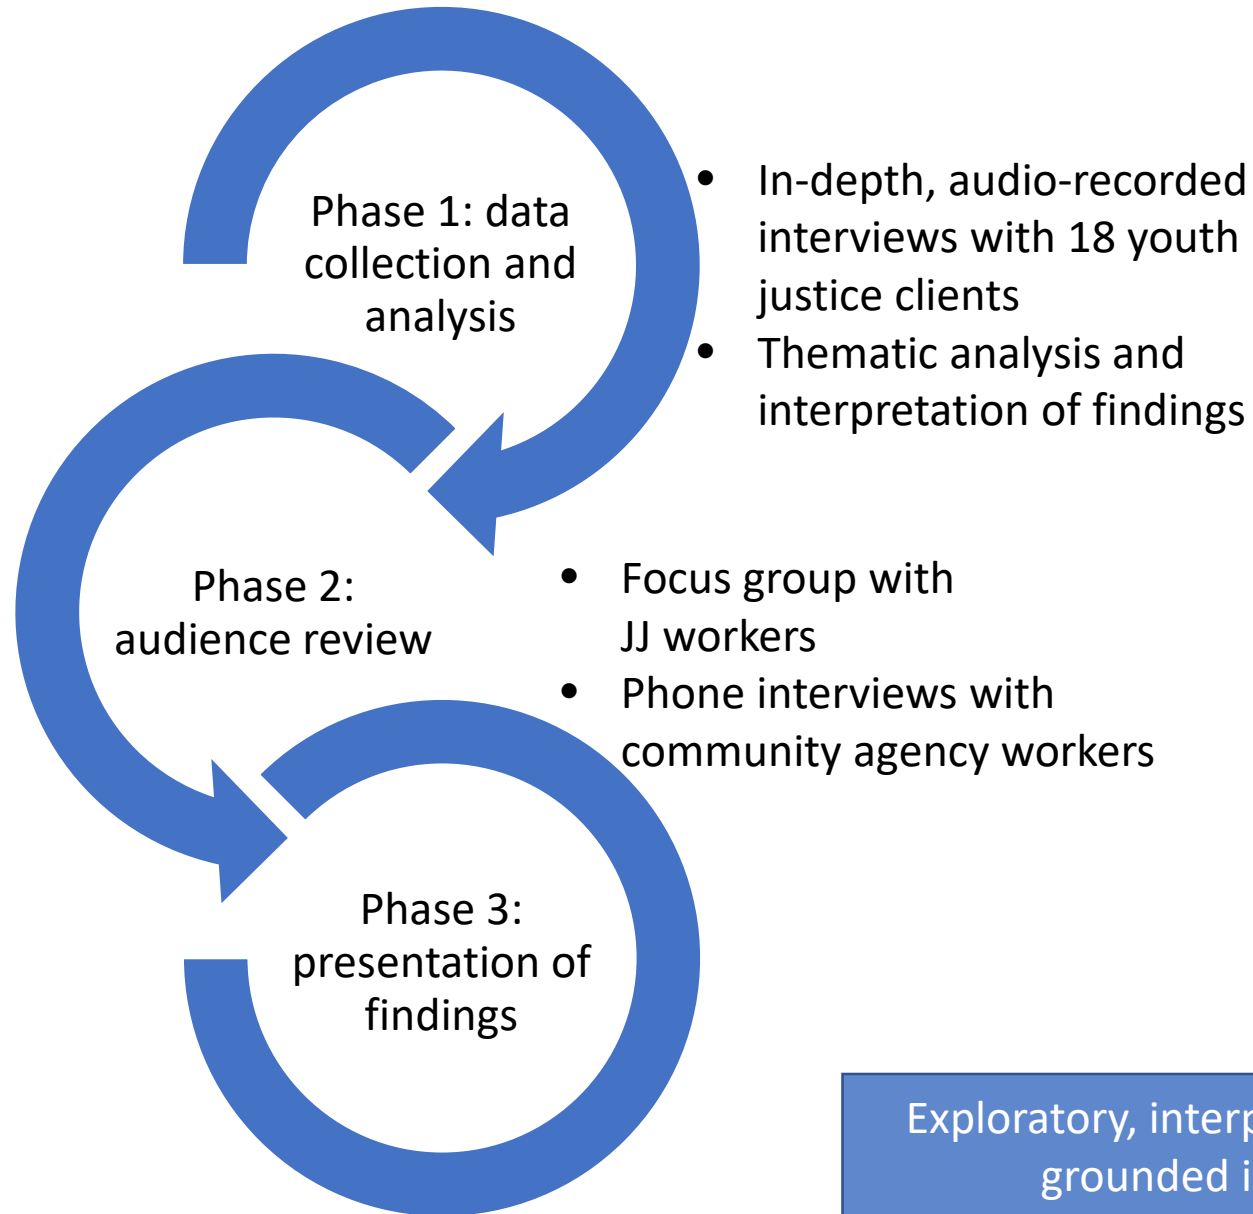 Phase 1: data
collection and
analysis
• In-depth, audio-recorded
interviews with 18 youth
justice clients
• Thematic analysis and
interpretation of findings
Phase 2:
audience review
• Focus group with
JJ workers
• Phone interviews with
community agency workers
Phase 3:
presentation of
findings
Exploratory,
grounded